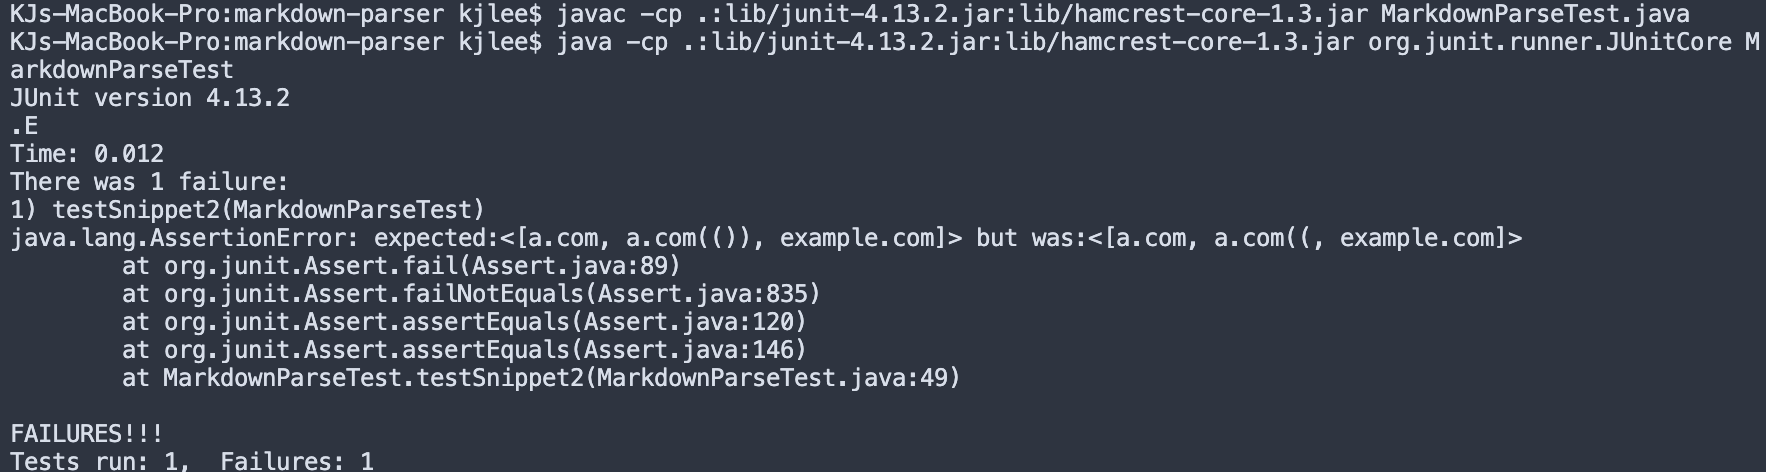 KJs-MacBook-Pro:markdown-parser kjlee$ javac -cp .:lib/junit-4.13.2.jar:lib/hamcrest-core-1.3.jar MarkdownParseTest.java
KJs-MacBook-Pro:markdown-parser kjlee$ java -cp .:lib/junit-4.13.2.jar:lib/hamcrest-core-1.3.jar org.junit.runner.JUnitCore M
arkdownParseTest
JUnit version 4.13.2
.E
Time: 0.012
There was 1 failure:
1) testSnippet2(MarkdownParseTest)
java.lang.AssertionError: expected:<[a.com, a.com(()), example.com]> but was:<[a.com, a.com((, example.com]>
        at org.junit.Assert.fail(Assert.java:89)
        at org.junit.Assert.failNotEquals(Assert.java:835)
        at org.junit.Assert.assertEquals(Assert.java:120)
        at org.junit.Assert.assertEquals(Assert.java:146)
        at MarkdownParseTest.testSnippet2(MarkdownParseTest.java:49)

FAILURES!!!
Tests run: 1,  Failures: 1